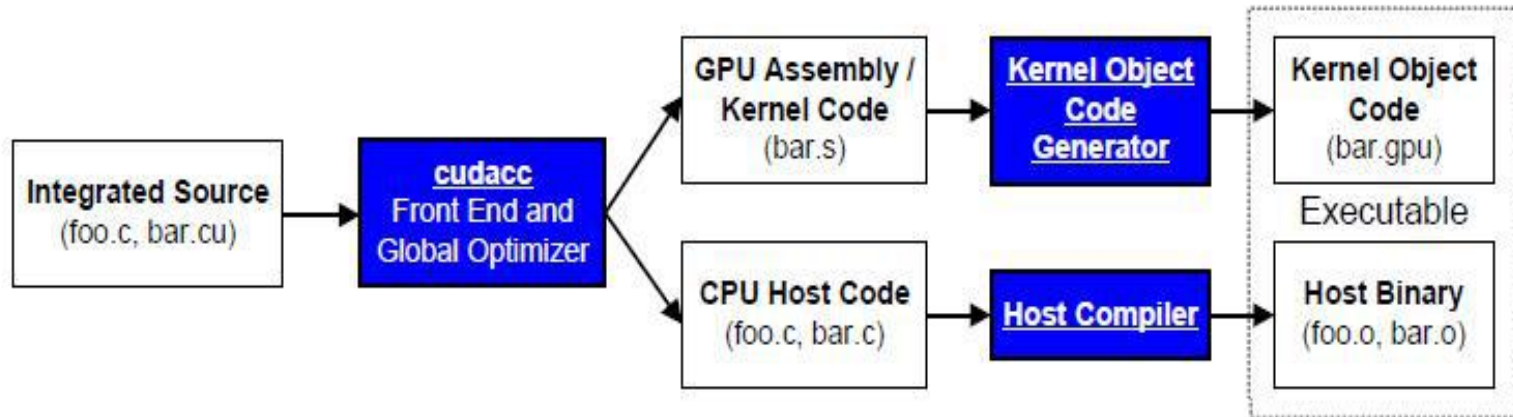 Integrated Source
(foo.c, bar.cu)
cudacc
Front End and
Global Optimizer
GPU Assembly /
Kernel Code
(bar.s)
Kernel Object
Code
Generator
Kernel Object
Code
(bar.gpu)
Executable
CPU Host Code
(foo.c, bar.c)
Host Compiler
Host Binary
(foo.o, bar.o)